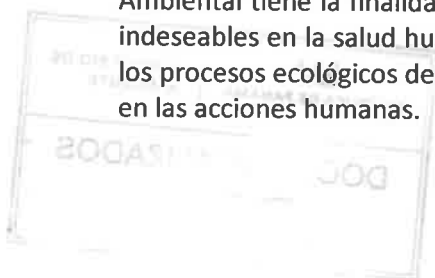 Ambiental tiene la finalida
indeseables en la salud hu
los procesos ecológicos de
en las acciones humanas.